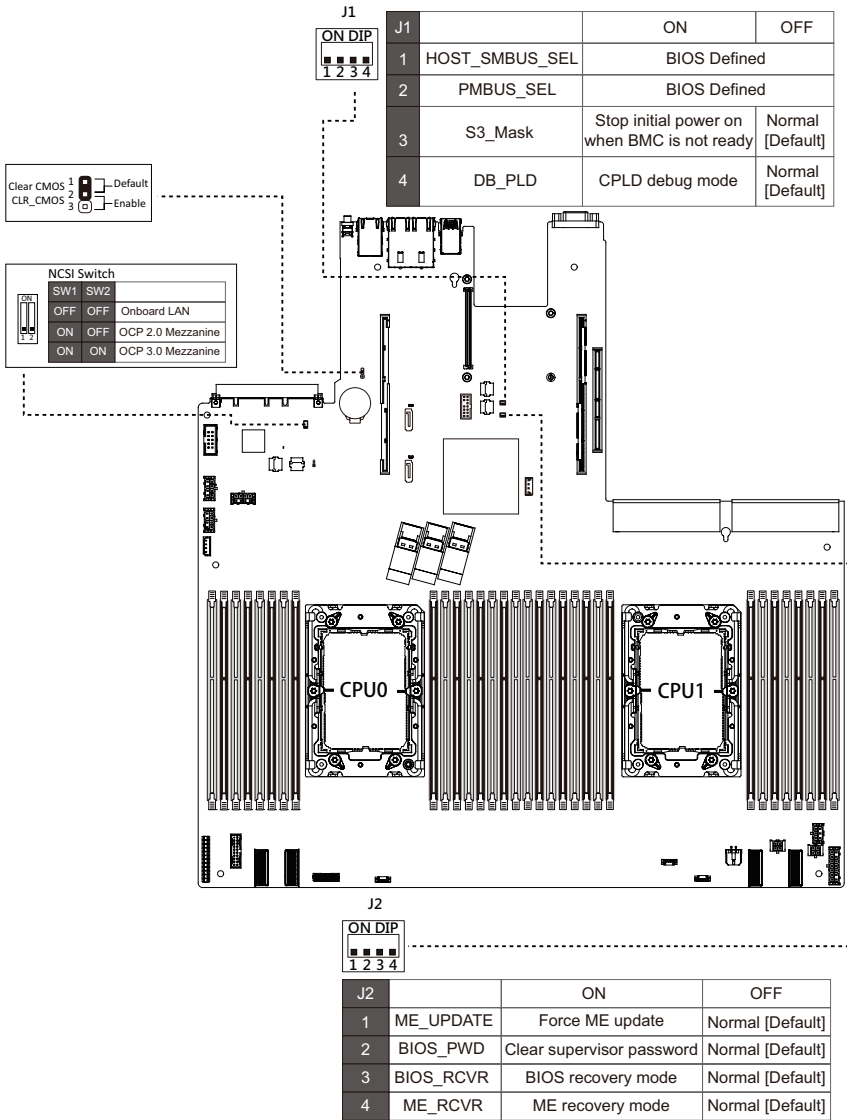 J1
ON DIP
1 2 3 4
J1 ON OFF
1 HOST_SMBUS_SEL BIOS Defined
2 PMBUS_SEL BIOS Defined
3 S3_Mask Stop initial power on when BMC is not ready Normal [Default]
4 DB_PLD CPLD debug mode Normal [Default]
Clear CMOS 1 Default
CLR_CMOS 2
3 Enable
NCSI Switch
ON
1 2
SW1 SW2
OFF OFF Onboard LAN
ON OFF OCP 2.0 Mezzanine
ON ON OCP 3.0 Mezzanine
CPU0
CPU1
J2
ON DIP
1 2 3 4
J2 ON OFF
1 ME_UPDATE Force ME update Normal [Default]
2 BIOS_PWD Clear supervisor password Normal [Default]
3 BIOS_RCVR BIOS recovery mode Normal [Default]
4 ME_RCVR ME recovery mode Normal [Default]